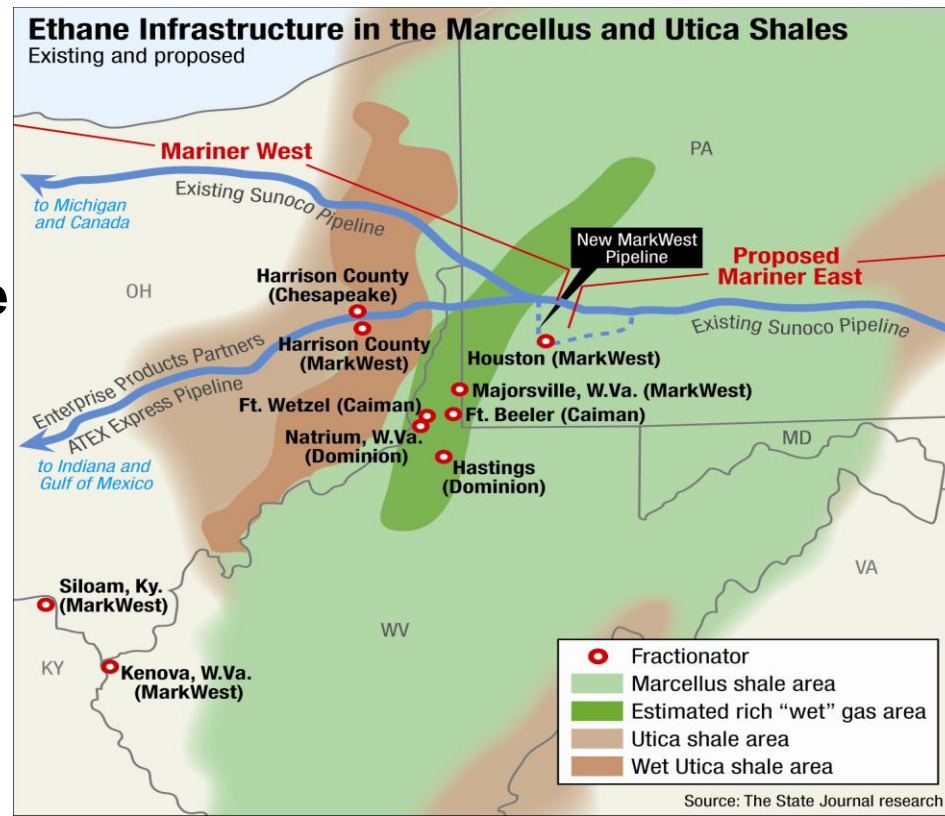 Ethane Infrastructure in the Marcellus and Utica Shales
Existing and proposed
Mariner West
PA
to Michigan
and Canada
Existing Sunoco Pipeline
New MarkWest
Pipeline
Proposed
Mariner East
OH
Harrison County
(Chesapeake)
Existing Sunoco Pipeline
Harrison County
(MarkWest)
Houston (MarkWest)
Enterprise Products Partners
ATEX Express Pipeline
Majorsville, W.Va. (MarkWest)
Ft. Wetzel (Caiman)
Ft. Beeler (Caiman)
Natrium, W.Va.
(Dominion)
MD
to Indiana and
Gulf of Mexico
Hastings
(Dominion)
VA
Siloam, Ky.
(MarkWest)
WV
KY
Kenova, W.Va.
(MarkWest)
Fractionator
Marcellus shale area
Estimated rich “wet” gas area
Utica shale area
Wet Utica shale area
Source: The State Journal research